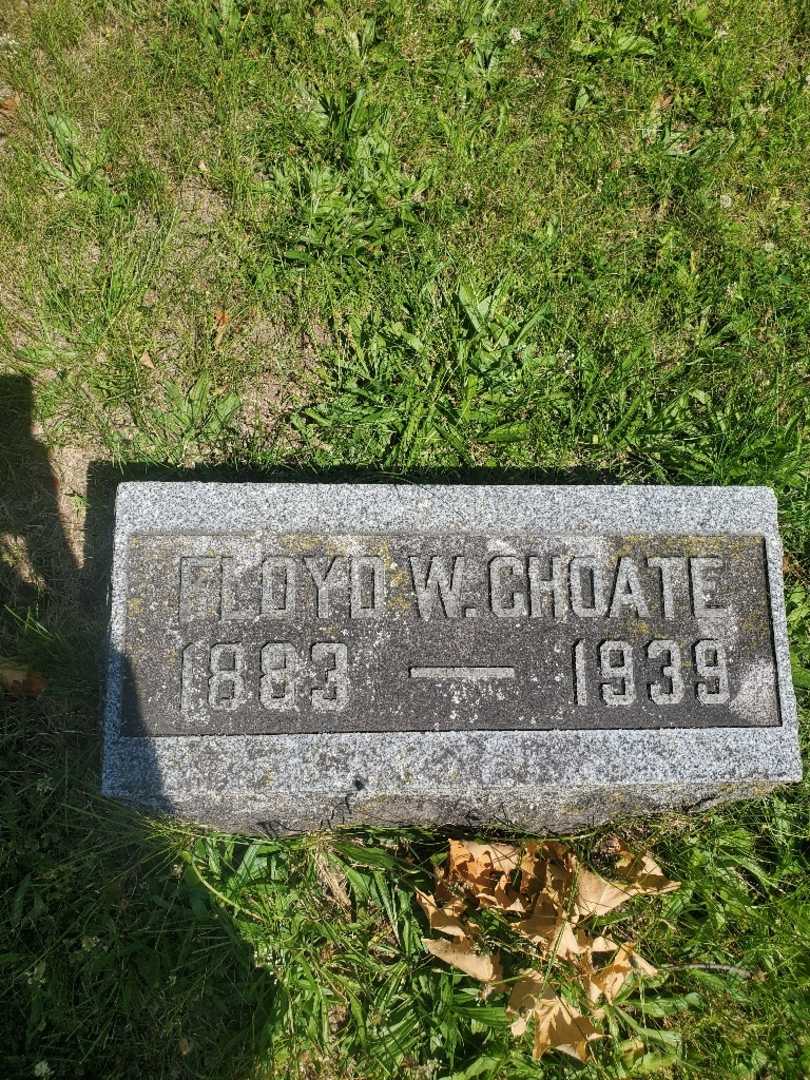 FLOYD W. CHOATE
1883 — 1939